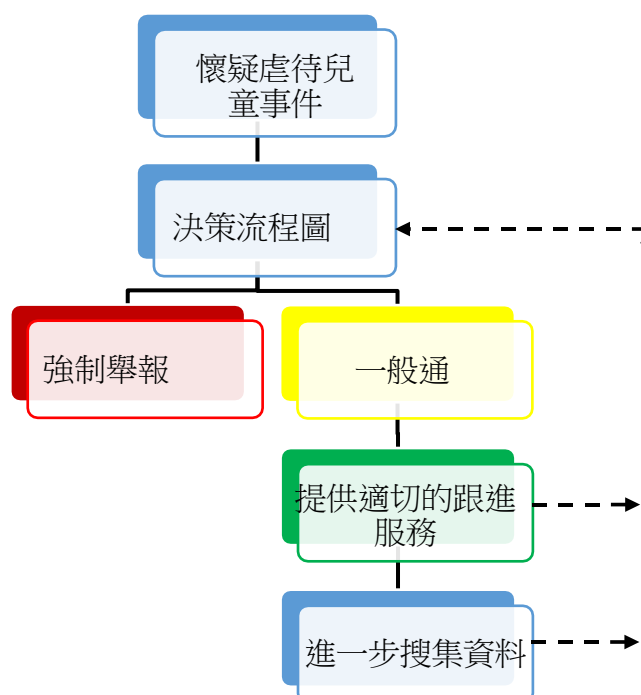 懷疑虐待兒
童事件
決策流程圖
強制舉報
一般通
提供適切的跟進
服務
進一步搜集資料